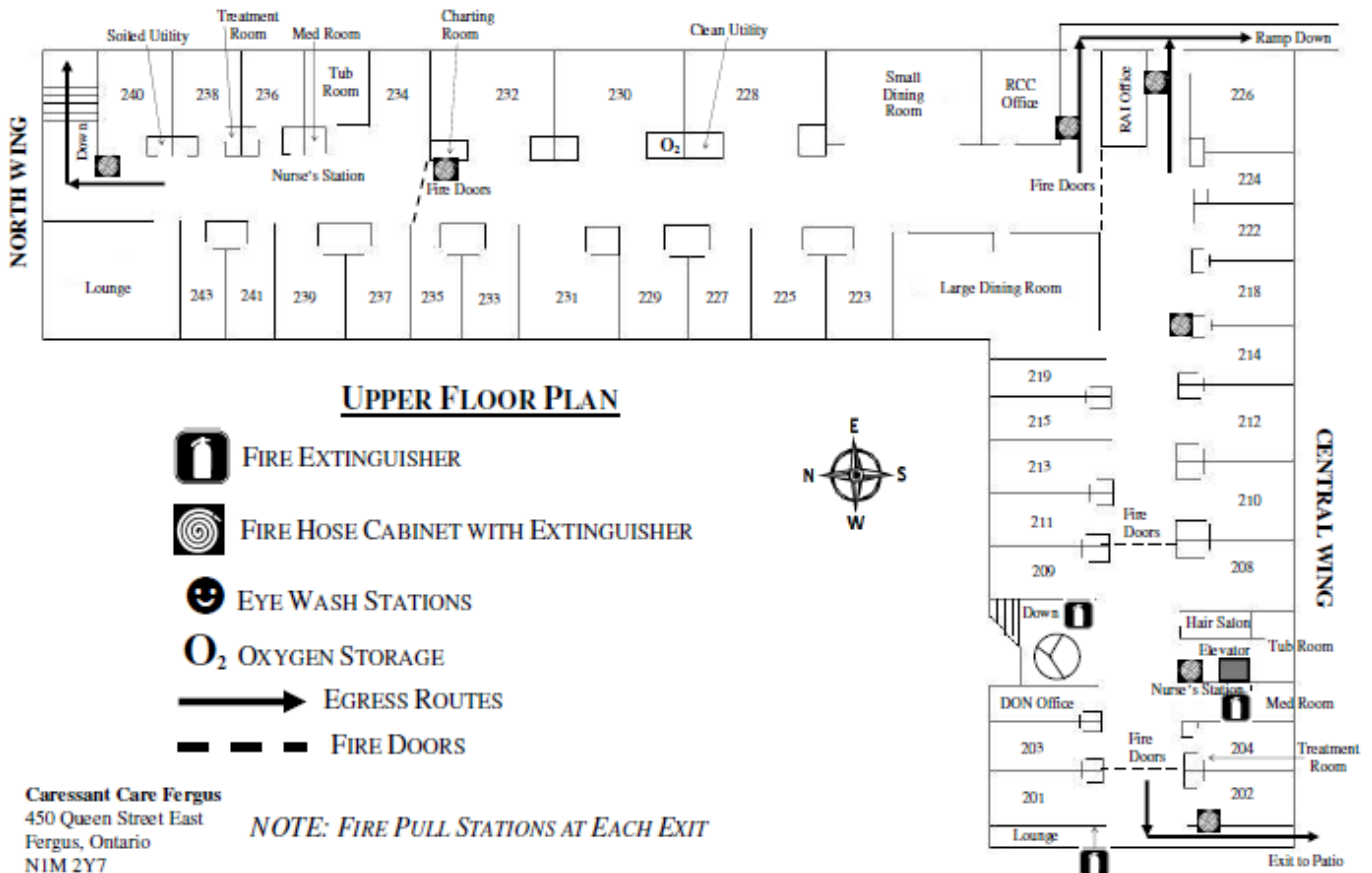 Soiled Utility
Treatment
Room
Med Room
Charting
Room
Clean Utility
Ramp Down
240
238
236
Tub
Room
234
232
230
228
Small
Dining
Room
RCC
Office
RAI Office
226
Down
O2
Nurse's Station
Fire Doors
Fire Doors
224
222
NORTH WING
Lounge
243
241
239
237
235
233
231
229
227
225
223
Large Dining Room
218
214
219
215
212
213
211
210
Fire
Doors
209
208
CENTRAL WING
UPPER FLOOR PLAN
FIRE EXTINGUISHER
FIRE HOSE CABINET WITH EXTINGUISHER
EYE WASH STATIONS
O2 OXYGEN STORAGE
EGRESS ROUTES
FIRE DOORS
E
N
S
W
Down
Hair Salon
Elevator
Tub Room
Nurse's Station
DON Office
Med Room
203
Fire
Doors
204
Treatment
Room
201
202
Lounge
Exit to Patio
Caressant Care Fergus
450 Queen Street East
Fergus, Ontario
N1M 2Y7
NOTE: FIRE PULL STATIONS AT EACH EXIT